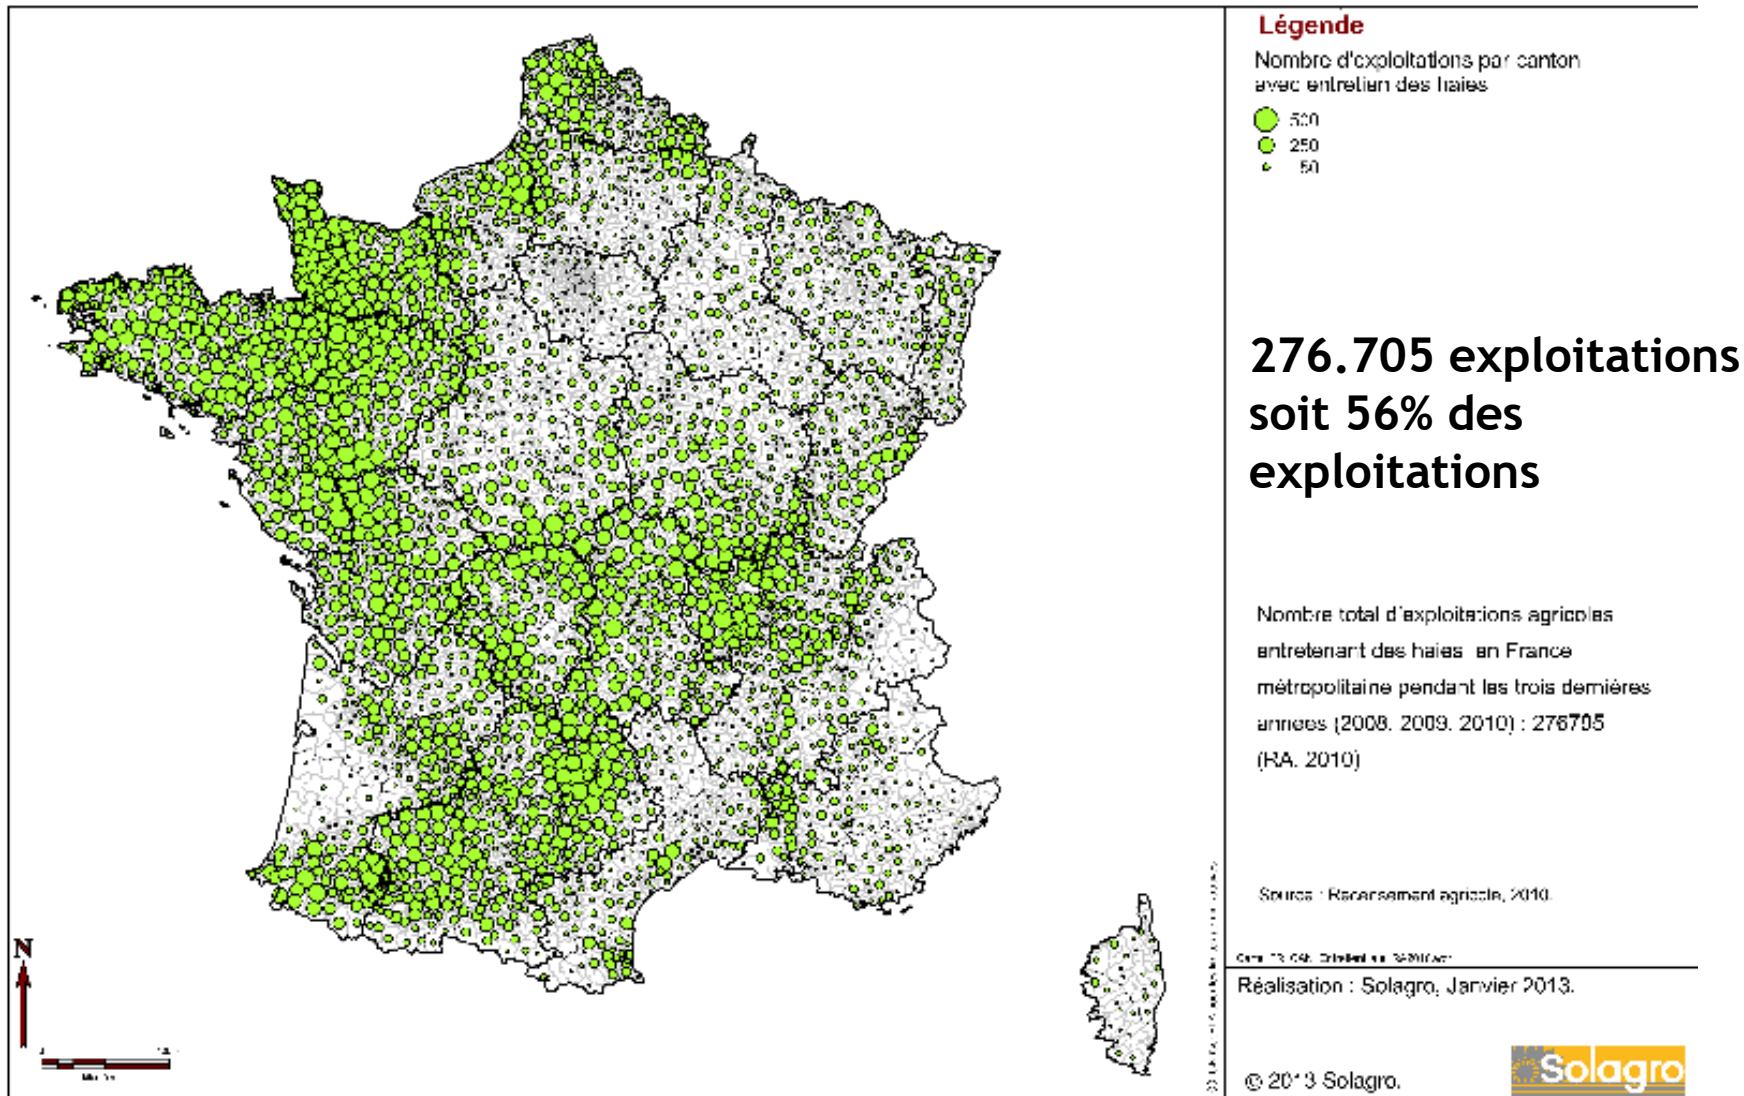 Légende
Nombre d'exploitations par canton
avec entretien des haies
500
250
50
276.705 exploitations
soit 56% des
exploitations
Nombre total d'exploitations agricoles
entretenant des haies en France
métropolitaine pendant les trois dernières
années (2008, 2009, 2010) : 276705
(RA, 2010)
Source : Recensement agricole, 2010.
Réalisation : Solagro, Janvier 2013.
© 2013 Solagro.
Solagro
N